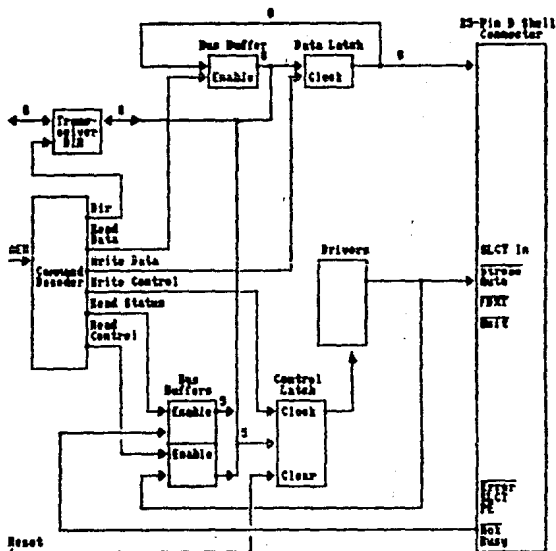 8
25-Pin D Shell
Connector
Bus Buffer
Data Latch
8
8
Enable
Clock
8
8
Trans-
ceiver
DIR
Dir
Read
Data
AEN
Write Data
Command
Decoder
Write Control
Read Status
Read
Control
Drivers
SLCT In
Strobe
Auto
FDXT
Init
Bus
Buffers
Control
Latch
Enable
5
Clock
Enable
5
Clear
Error
SLCT
PE
Ack
Busy
Reset